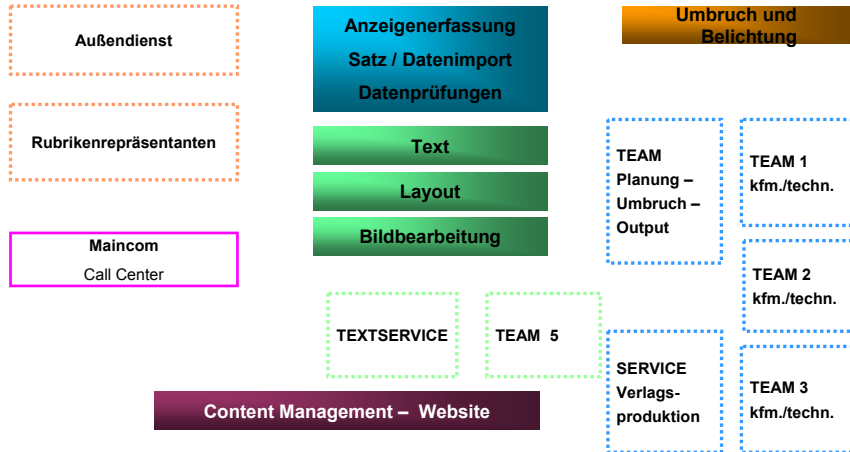 Außendienst
Rubrikenrepräsentanten
Maincom
Call Center
Anzeigenerfassung
Satz / Datenimport
Datenprüfungen
Text
Layout
Bildbearbeitung
TEXTSERVICE
TEAM 5
Content Management – Website
Umbruch und
Belichtung
TEAM
Planung –
Umbruch –
Output
SERVICE
Verlags-
produktion
TEAM 1
kfm./techn.
TEAM 2
kfm./techn.
TEAM 3
kfm./techn.